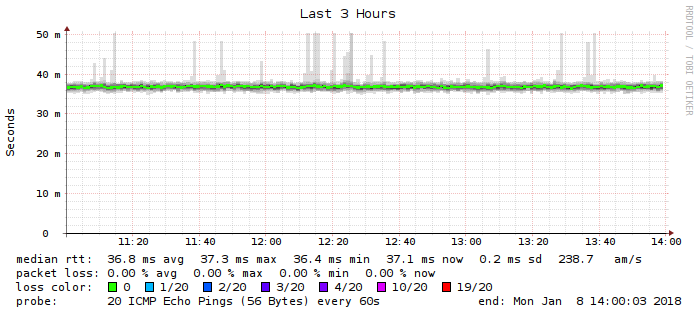 Last 3 Hours
RRDTOOL / TOBI OETIKER
Seconds
50 m
40 m
30 m
20 m
10 m
0
11:20 11:40 12:00 12:20 12:40 13:00 13:20 13:40 14:00
median rtt: 36.8 ms avg 37.3 ms max 36.4 ms min 37.1 ms now 0.2 ms sd 238.7 am/s
packet loss: 0.00 % avg 0.00 % max 0.00 % min 0.00 % now
loss color: 0 1/20 2/20 3/20 4/20 10/20 19/20
probe: 20 ICMP Echo Pings (56 Bytes) every 60s end: Mon Jan 8 14:00:03 2018